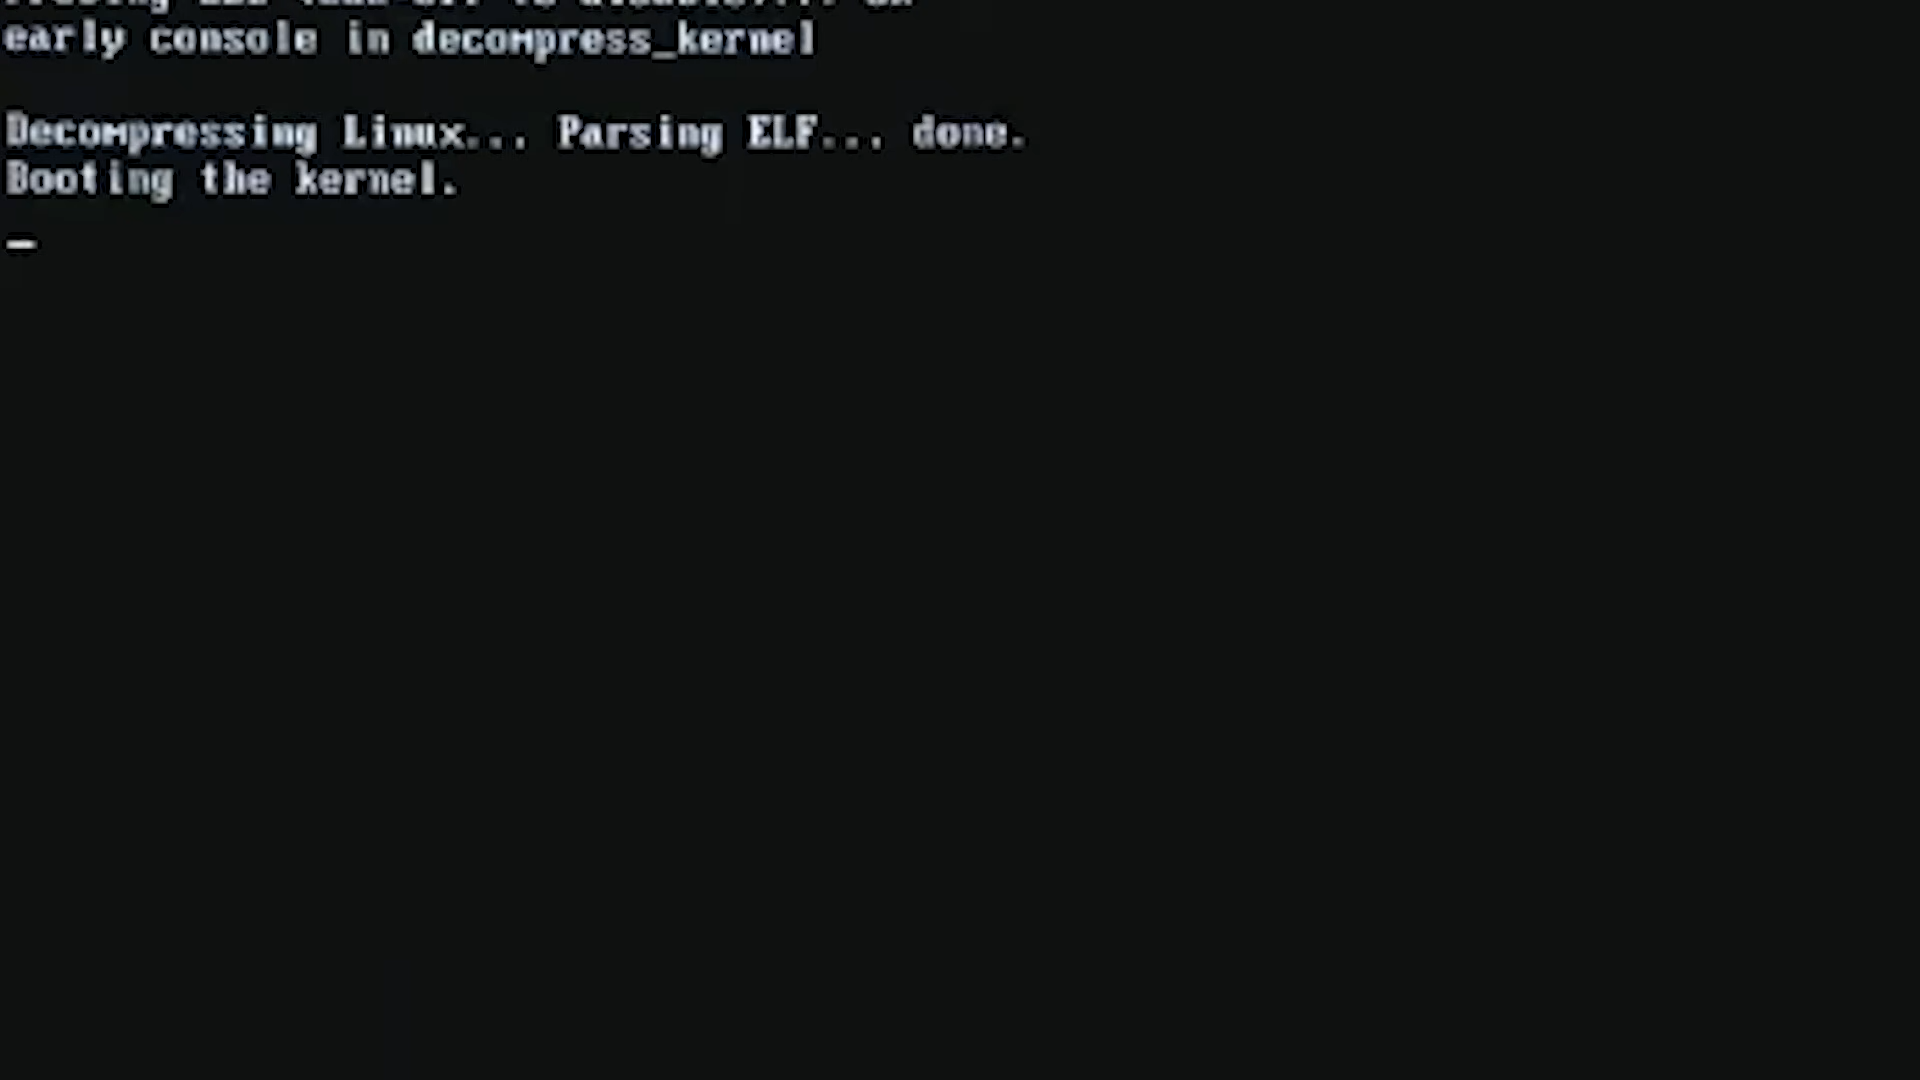 early console in decompress_kernel
Decompressing Linux... Parsing ELF... done.
Booting the kernel.
_